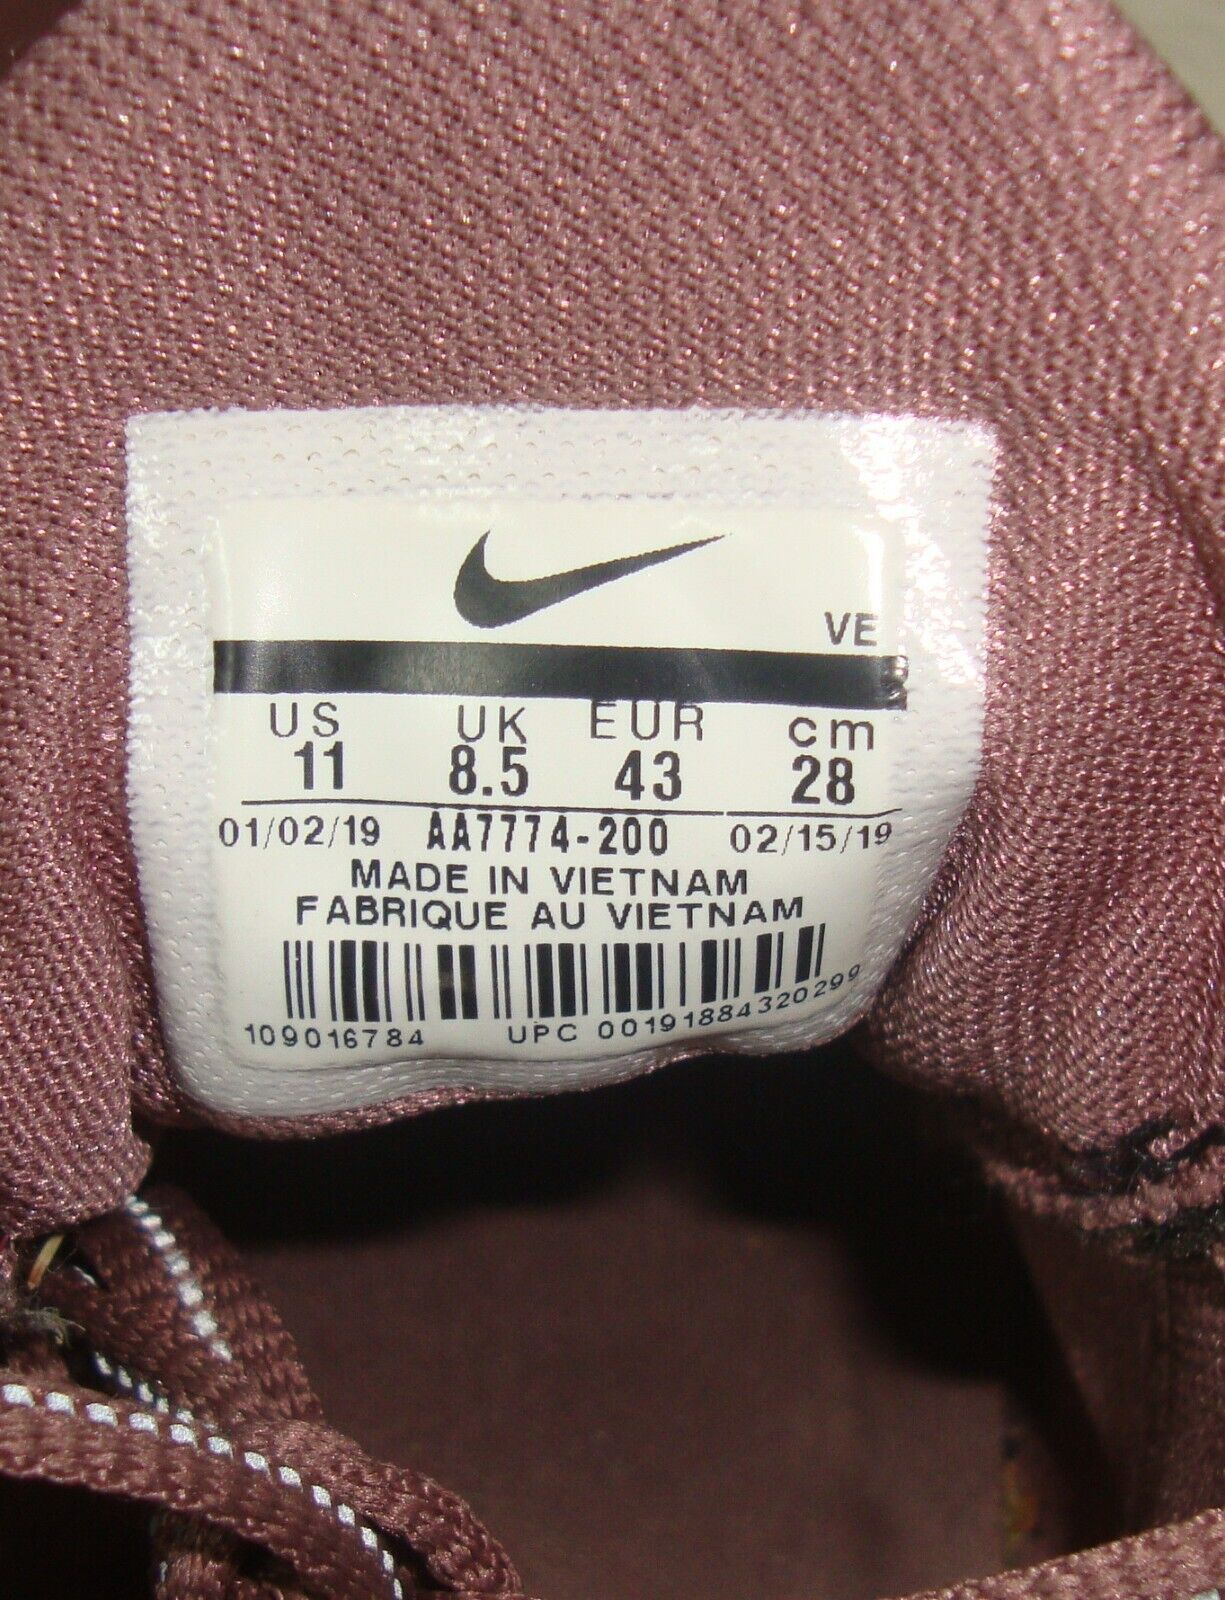 VE
US UK EUR cm
11 8.5 43 28
01/02/19 AA7774-200 02/15/19
MADE IN VIETNAM
FABRIQUE AU VIETNAM
109016784 UPC 00191884320299